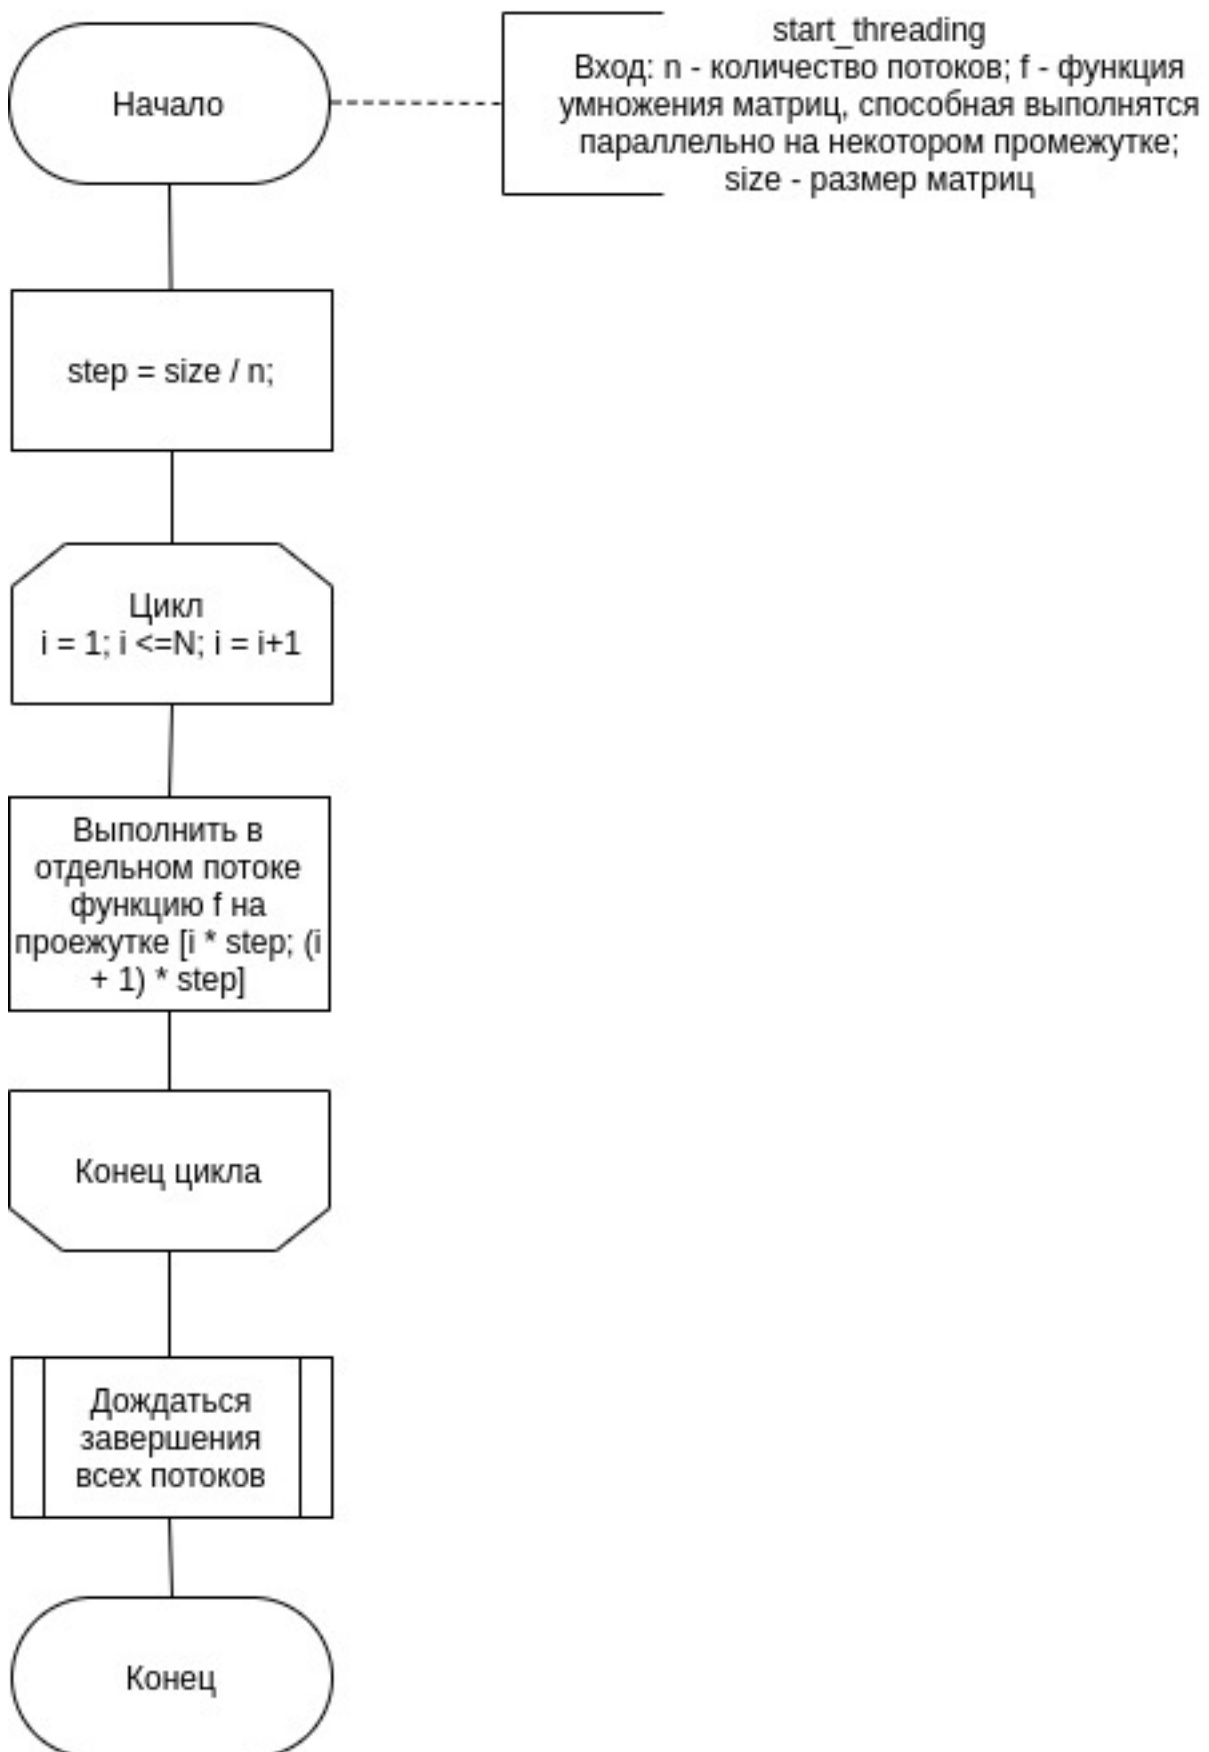 Начало
start_threading
Вход: n - количество потоков; f - функция
умножения матриц, способная выполнятся
параллельно на некотором промежутке;
size - размер матриц
step = size / n;
Цикл
i = 1; i <=N; i = i+1
Выполнить в
отдельном потоке
функцию f на
проежутке [i * step; (i
+ 1) * step]
Конец цикла
Дождаться
завершения
всех потоков
Конец